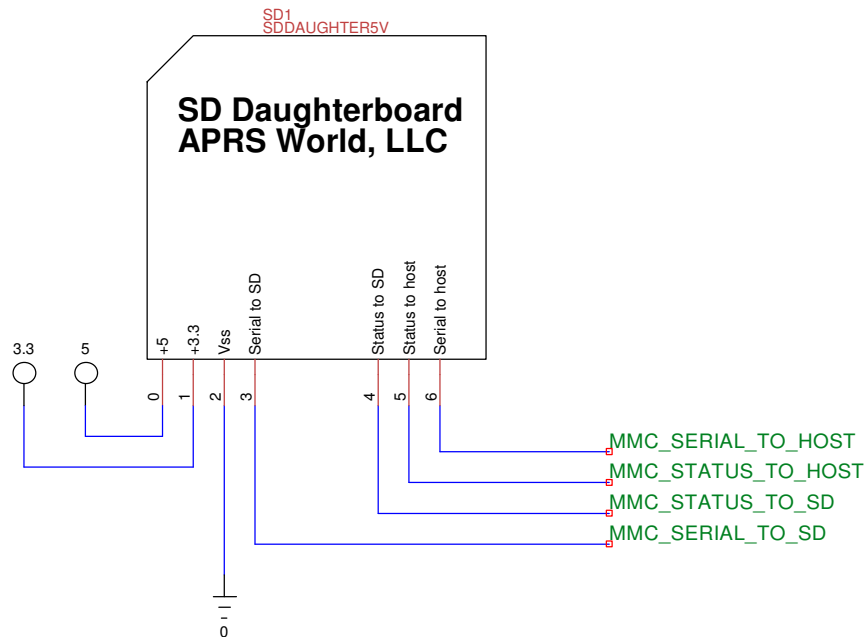 SD1
SDDAUGHTER5V
SD Daughterboard
APRS World, LLC
+5
+3.3
Vss
Serial to SD
Status to SD
Status to host
Serial to host
3.3
5
0
1
2
3
4
5
6
MMC_SERIAL_TO_HOST
MMC_STATUS_TO_HOST
MMC_STATUS_TO_SD
MMC_SERIAL_TO_SD
0